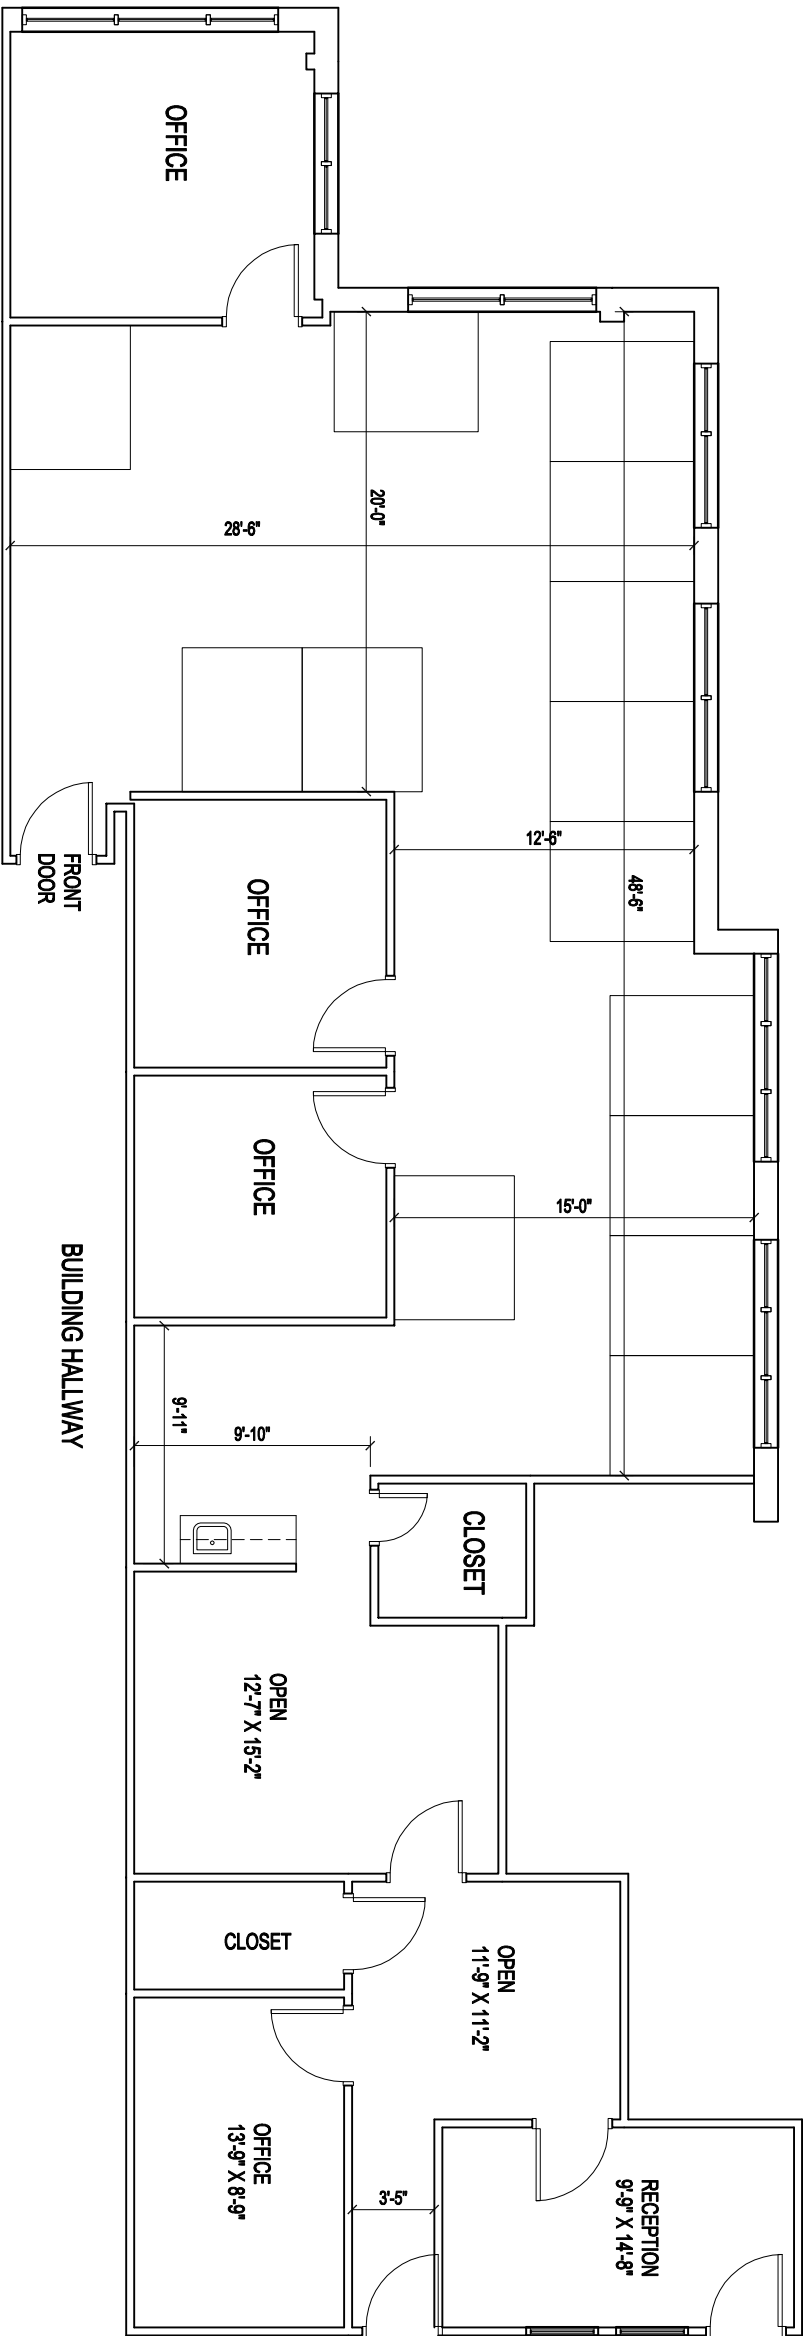 OFFICE
20'-0"
28'-6"
12'-6"
48'-6"
FRONT
DOOR
OFFICE
OFFICE
15'-0"
BUILDING HALLWAY
9'-11"
9'-10"
CLOSET
OPEN
12'-7" X 15'-2"
CLOSET
OPEN
11'-9" X 11'-2"
OFFICE
13'-9" X 8'-9"
3'-5"
RECEPTION
9'-9" X 14'-8"